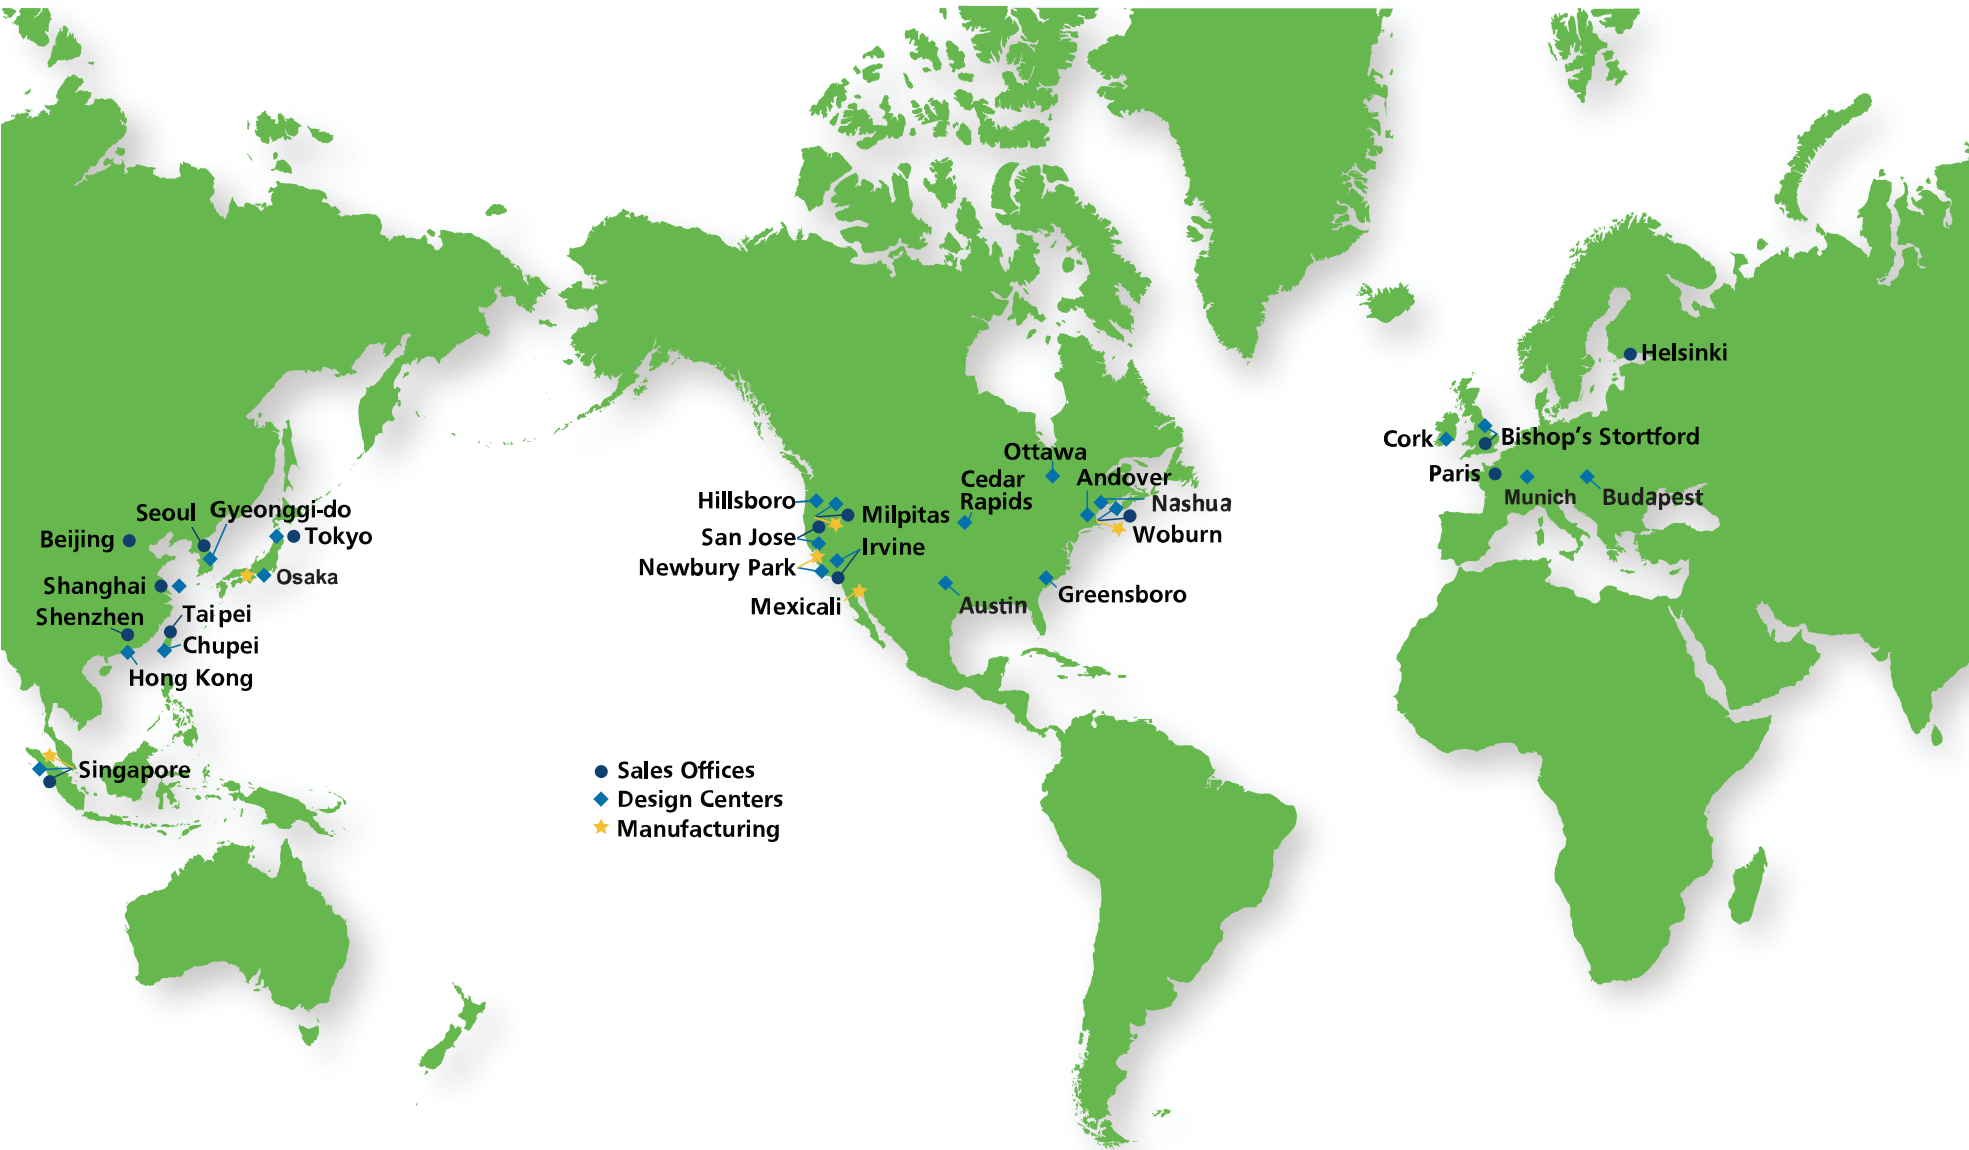 Helsinki
Cork
Bishop's Stortford
Paris
Munich
Budapest
Ottawa
Cedar
Rapids
Andover
Nashua
Woburn
Hillsboro
Milpitas
San Jose
Irvine
Newbury Park
Mexicali
Austin
Greensboro
Seoul
Gyeonggi-do
Beijing
Tokyo
Osaka
Shanghai
Shenzhen
Taipei
Chupei
Hong Kong
Singapore
Sales Offices
Design Centers
Manufacturing